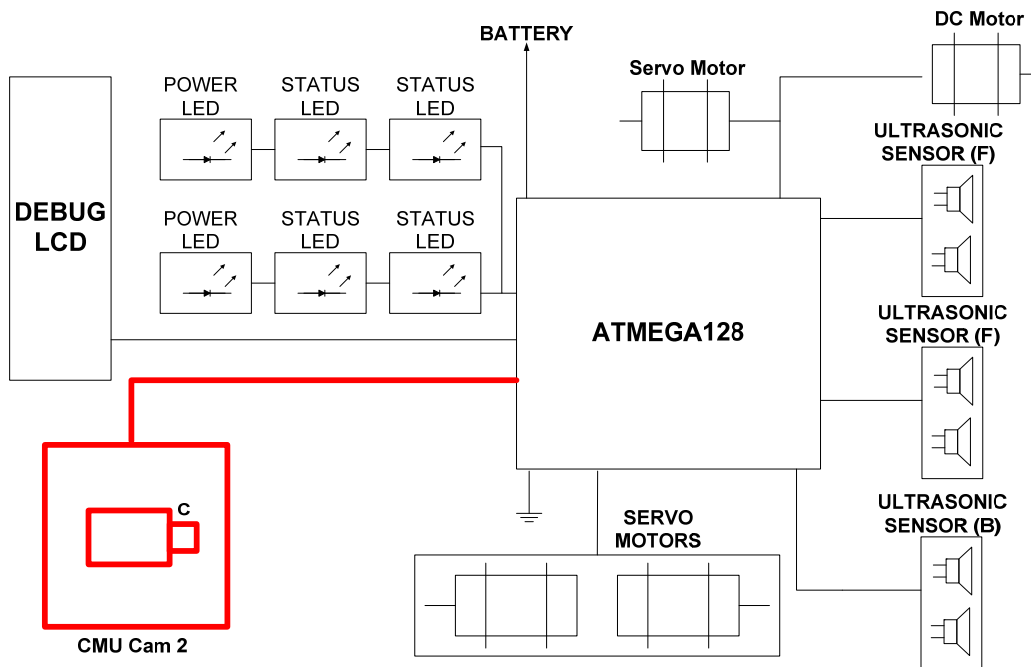 DC Motor
BATTERY
Servo Motor
POWER
LED
STATUS
LED
STATUS
LED
ULTRASONIC
SENSOR (F)
DEBUG
LCD
POWER
LED
STATUS
LED
STATUS
LED
ATMEGA128
ULTRASONIC
SENSOR (F)
C
SERVO
MOTORS
ULTRASONIC
SENSOR (B)
CMU Cam 2